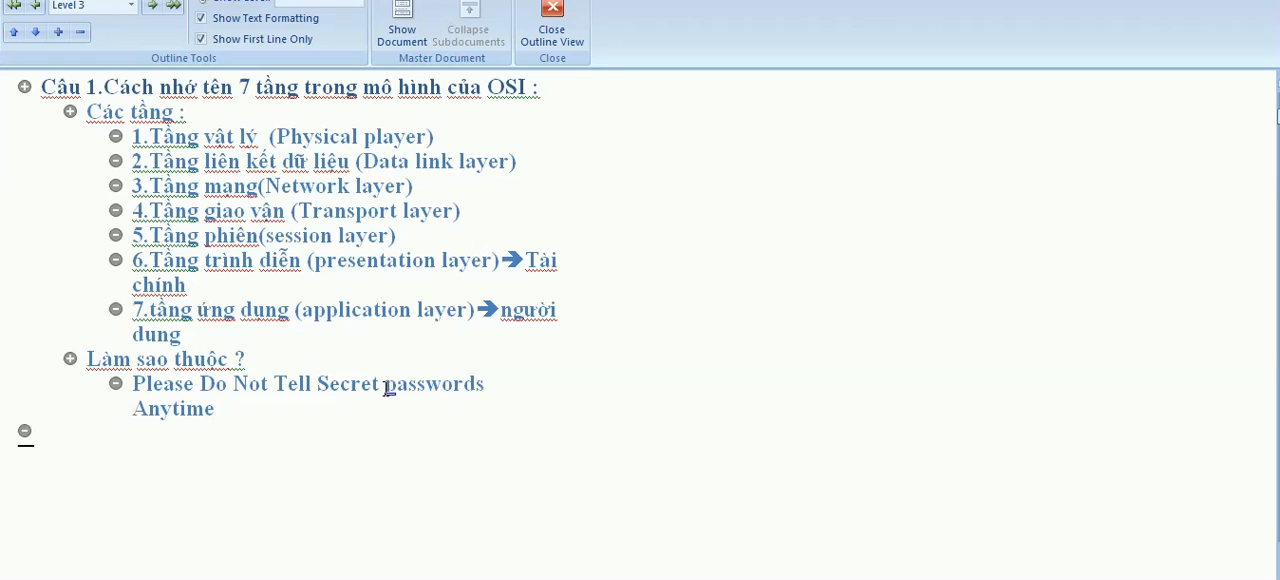 Level 3
Show Text Formatting
Show First Line Only
Outline Tools
Show Document
Collapse Subdocuments
Master Document
Close Outline View
Close
Câu 1.Cách nhớ tên 7 tầng trong mô hình của OSI :
Các tầng :
1.Tầng vât lý  (Physical player)
2.Tầng liên kết dữ liệu (Data link layer)
3.Tầng mạng(Network layer)
4.Tầng giao vận (Transport layer)
5.Tầng phiên(session layer)
6.Tầng trình diễn (presentation layer)➔Tài
chính
7.tầng ứng dụng (application layer)➔người
dung
Làm sao thuộc ?
Please Do Not Tell Secret passwords
Anytime